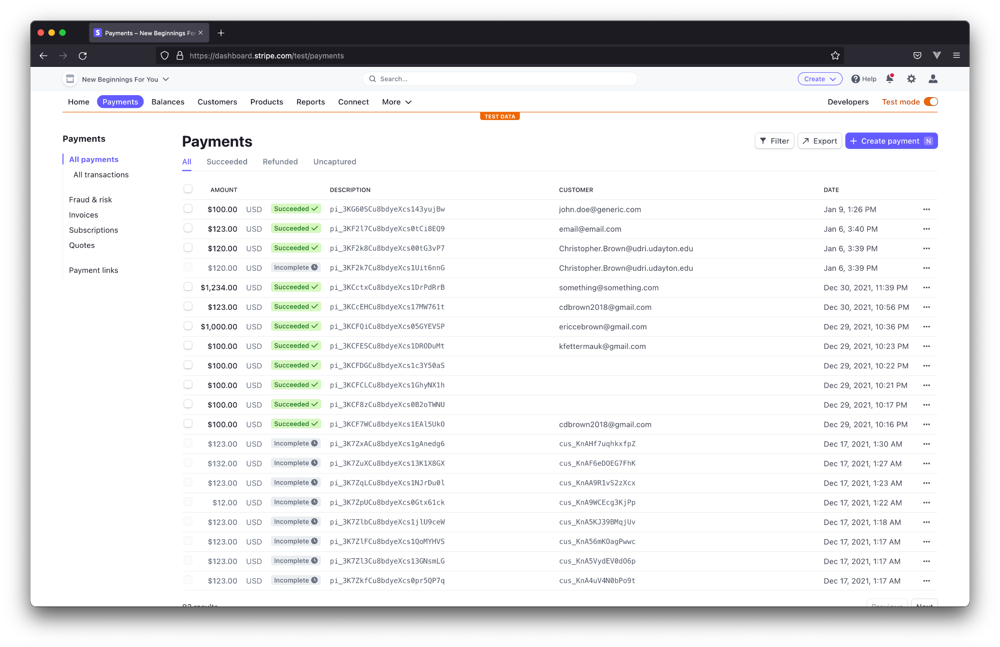 Payments – New Beginnings For
https://dashboard.stripe.com/test/payments
New Beginnings For You
Search...
Create
Help
Home Payments Balances Customers Products Reports Connect More
Developers Test mode
TEST DATA
Payments
All payments
All transactions
Fraud & risk
Invoices
Subscriptions
Quotes
Payment links
Payments
Filter Export Create payment N
All Succeeded Refunded Uncaptured
AMOUNT DESCRIPTION CUSTOMER DATE
$100.00 USD Succeeded pi_3KG60SCu8bdyeXcs143yujBw john.doe@generic.com Jan 9, 1:26 PM
$123.00 USD Succeeded pi_3KF2l7Cu8bdyeXcs0tCi8EQ9 email@email.com Jan 6, 3:40 PM
$120.00 USD Succeeded pi_3KF2k8Cu8bdyeXcs00tG3vP7 Christopher.Brown@udri.udayton.edu Jan 6, 3:39 PM
$120.00 USD Incomplete pi_3KF2k7Cu8bdyeXcs1Uit6nnG Christopher.Brown@udri.udayton.edu Jan 6, 3:39 PM
$1,234.00 USD Succeeded pi_3KCctxCu8bdyeXcs1DrPdRrB something@something.com Dec 30, 2021, 11:39 PM
$123.00 USD Succeeded pi_3KCcEHCu8bdyeXcs17MW761t cdbrown2018@gmail.com Dec 30, 2021, 10:56 PM
$1,000.00 USD Succeeded pi_3KCFQiCu8bdyeXcs05GYEVSP ericcebrown@gmail.com Dec 29, 2021, 10:36 PM
$100.00 USD Succeeded pi_3KCFESCu8bdyeXcs1DRODuMt kfettermauk@gmail.com Dec 29, 2021, 10:23 PM
$100.00 USD Succeeded pi_3KCFDGCu8bdyeXcs1c3Y50aS Dec 29, 2021, 10:22 PM
$100.00 USD Succeeded pi_3KCFCLCu8bdyeXcs1GhyNX1h Dec 29, 2021, 10:21 PM
$100.00 USD Succeeded pi_3KCF8zCu8bdyeXcs0B2oTWNU Dec 29, 2021, 10:17 PM
$100.00 USD Succeeded pi_3KCF7WCu8bdyeXcs1EAl5UkO cdbrown2018@gmail.com Dec 29, 2021, 10:16 PM
$123.00 USD Incomplete pi_3K7ZxACu8bdyeXcs1gAnedg6 cus_KnAHf7uqhkxfpZ Dec 17, 2021, 1:30 AM
$132.00 USD Incomplete pi_3K7ZuXCu8bdyeXcs13K1X8GX cus_KnAF6eDOEG7FhK Dec 17, 2021, 1:27 AM
$123.00 USD Incomplete pi_3K7ZqLCu8bdyeXcs1NJrDu0l cus_KnAA9R1vS2zXcx Dec 17, 2021, 1:23 AM
$12.00 USD Incomplete pi_3K7ZpUCu8bdyeXcs0Gtx61ck cus_KnA9WCEcg3KjPp Dec 17, 2021, 1:22 AM
$123.00 USD Incomplete pi_3K7ZlbCu8bdyeXcs1jlU9ceW cus_KnA5KJ39BMqjUv Dec 17, 2021, 1:18 AM
$123.00 USD Incomplete pi_3K7ZlFCu8bdyeXcs1QoMYHVS cus_KnA56mKOagPwwc Dec 17, 2021, 1:17 AM
$123.00 USD Incomplete pi_3K7Zl3Cu8bdyeXcs13GNsmLG cus_KnA5VydEV0dO6p Dec 17, 2021, 1:17 AM
$123.00 USD Incomplete pi_3K7ZkfCu8bdyeXcs0pr5QP7q cus_KnA4uV4N0bPo9t Dec 17, 2021, 1:17 AM
results Previous Next